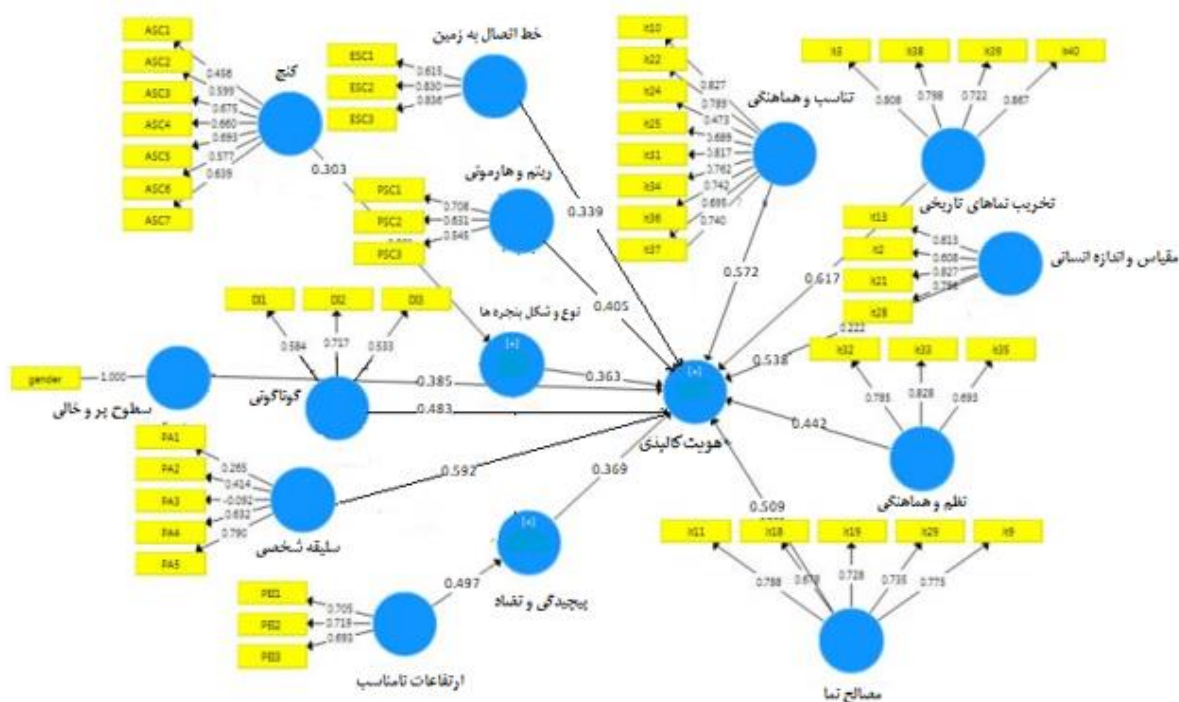 ASC1
ASC2
ASC3
ASC4
ASC5
ASC6
ASC7
0.599
0.675
0.660
0.693
0.577
0.639
کنج
0.303
ESC1
ESC2
ESC3
0.615
0.830
0.836
خط اتصال به زمین
0.339
PSC1
PSC2
PSC3
0.706
0.631
0.545
ریتم و هارمونی
0.405
it10
it22
it24
it25
it31
it34
it36
it37
0.827
0.789
0.473
0.817
0.762
0.742
0.695
0.740
تناسب و هماهنگی
0.572
it38
it39
it40
0.808
0.798
0.722
0.867
تخریب نماهای تاریخی
0.617
it13
it2
it21
it28
0.613
0.608
0.827
مقیاس و اندازه انسانی
0.222
0.538
DI1
DI2
DI3
0.584
0.717
0.533
گوناگونی
0.483
نوع و شکل پنجره ها
[+]
0.363
gender
1.000
سطوح پر و خالی
0.385
[+]
هویت کالبدی
PA1
PA2
PA3
PA4
PA5
0.265
0.414
-0.092
0.632
0.790
سلیقه شخصی
0.592
it32
it33
it35
0.785
0.828
0.693
نظم و هماهنگی
0.442
0.369
[+]
پیچیدگی و تضاد
0.497
PEI1
PEI2
PEI3
0.705
0.719
0.693
ارتفاعات نامناسب
0.509
it11
it18
it19
it29
it9
0.788
0.678
0.728
0.735
0.775
مصالح نما